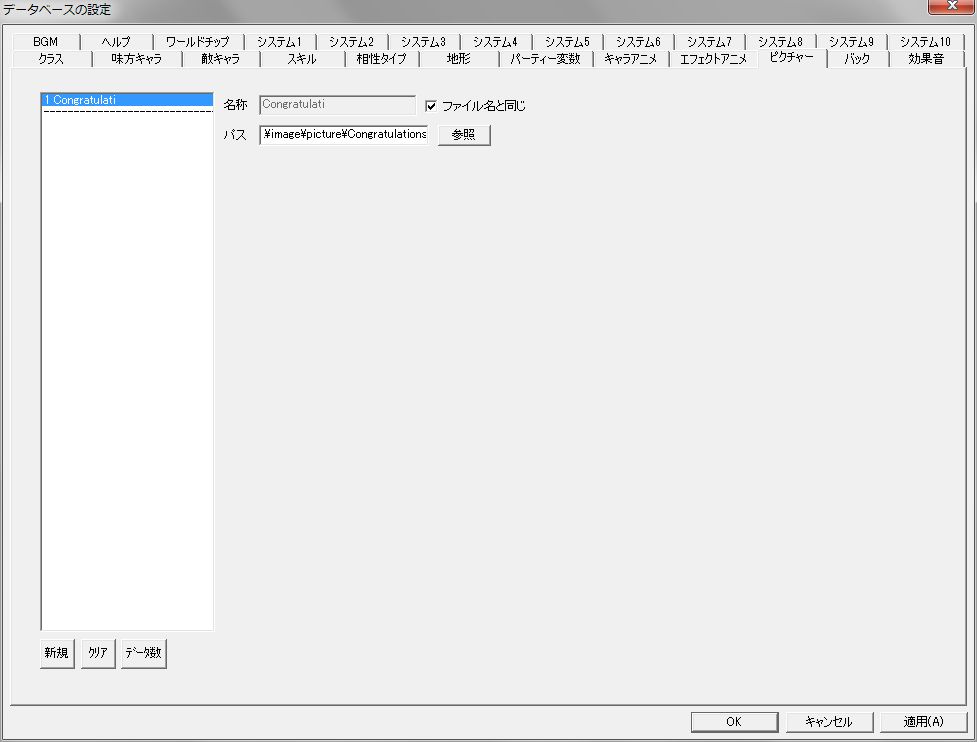 データベースの設定
BGM ヘルプ ワールドチップ システム1 システム2 システム3 システム4 システム5 システム6 システム7 システム8 システム9 システム10
クラス 味方キャラ 敵キャラ スキル 相性タイプ 地形 パーティー変数 キャラアニメ エフェクトアニメ ピクチャー バック 効果音
1 Congratulati
名称 Congratulati ファイル名と同じ
パス .¥image¥picture¥Congratulations 参照
新規 クリア データ数
OK キャンセル 適用(A)